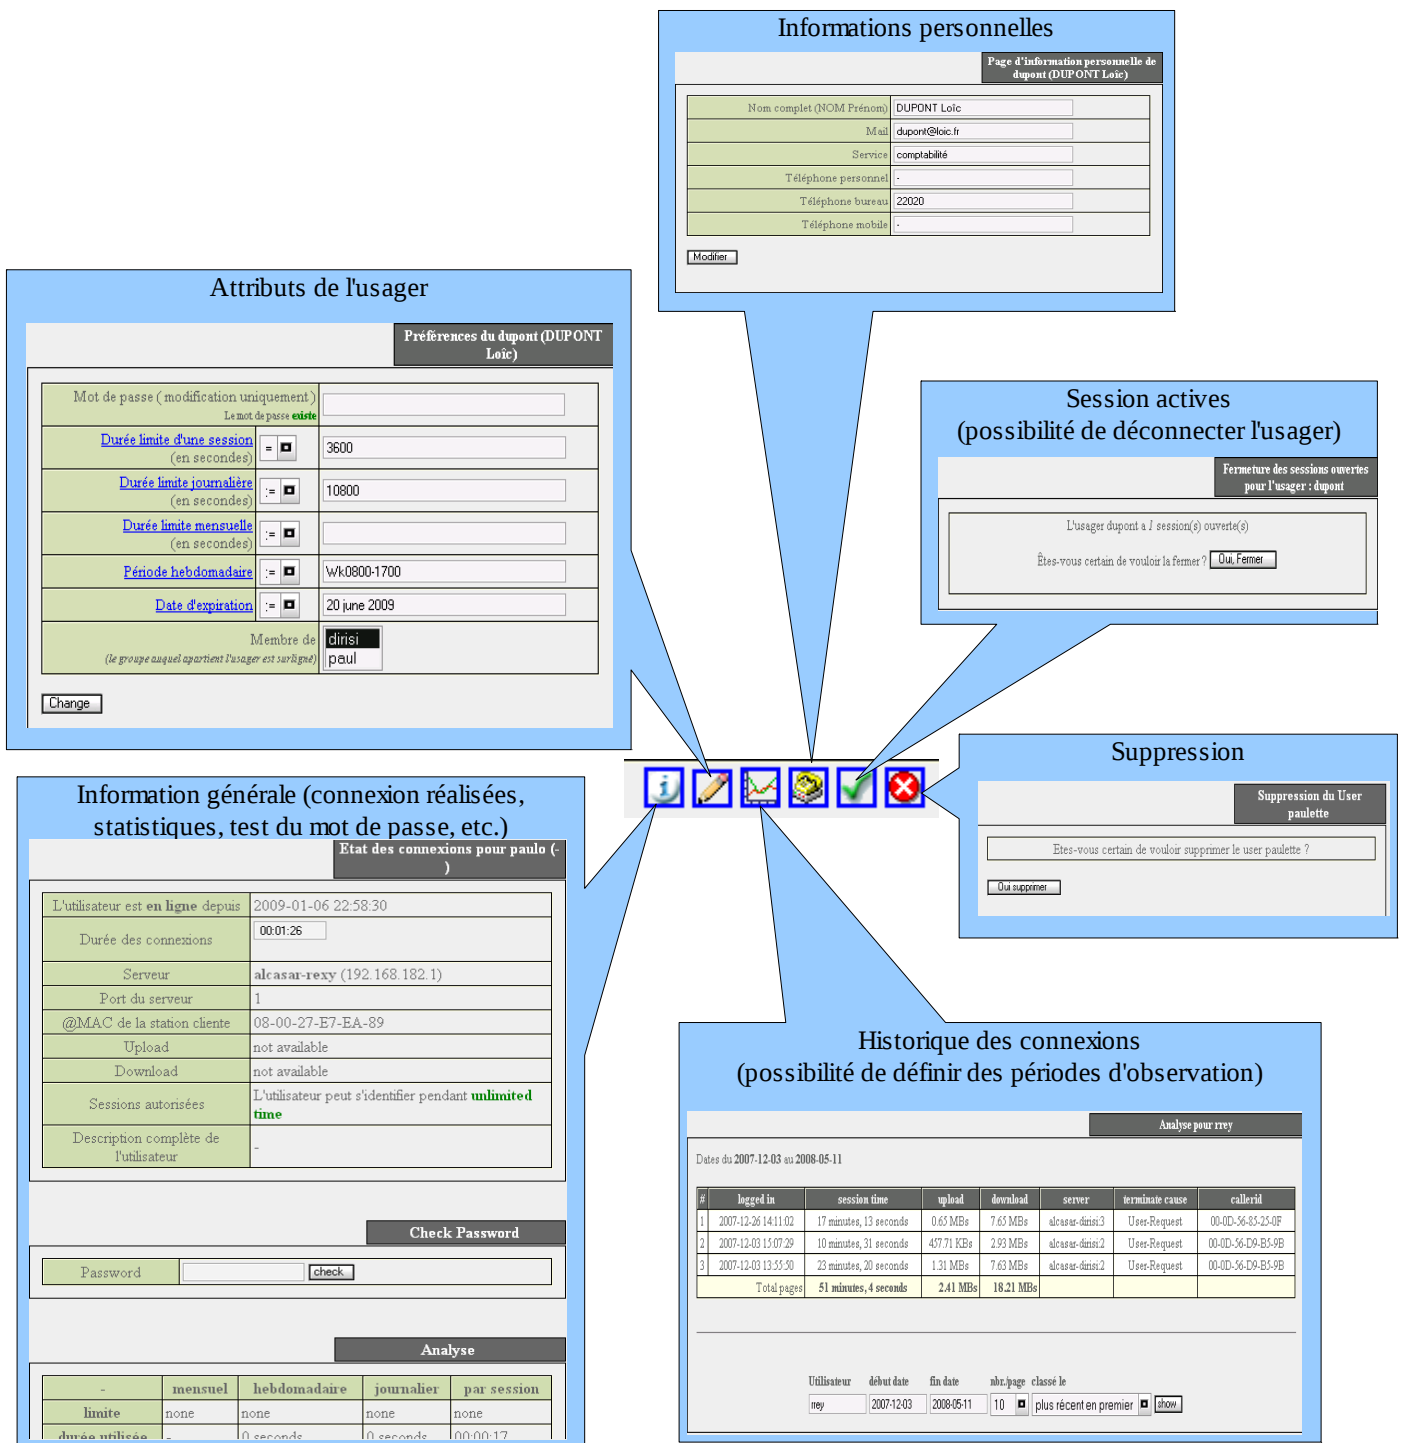 Informations personnelles
Page d'information personnelle de
dupont (DUPONT Loïc)
Nom complet (NOM Prénom) DUPONT Loïc
Mail dupont@loic.fr
Service comptabilité
Téléphone personnel -
Téléphone bureau 22020
Téléphone mobile -
Modifier
Attributs de l'usager
Préférences du dupont (DUPONT
Loïc)
Mot de passe (modification uniquement)
Le mot de passe existe
Durée limite d'une session
(en secondes) = 3600
Durée limite journalière
(en secondes) := 10800
Durée limite mensuelle
(en secondes) :=
Période hebdomadaire := Wk0800-1700
Date d'expiration := 20 june 2009
Membre de
(le groupe auquel apartient l'usager est surligné)
dirisi
paul
Change
Session actives
(possibilité de déconnecter l'usager)
Fermeture des sessions ouvertes
pour l'usager : dupont
L'usager dupont a 1 session(s) ouverte(s)
Êtes-vous certain de vouloir la fermer ? Oui, Fermer
Suppression
Suppression du User
paulette
Etes-vous certain de vouloir supprimer le user paulette ?
Oui supprimer
Information générale (connexion réalisées,
statistiques, test du mot de passe, etc.)
Etat des connexions pour paulo (-
)
L'utilisateur est en ligne depuis 2009-01-06 22:58:30
Durée des connexions 00:01:26
Serveur alcasar-rexy (192.168.182.1)
Port du serveur 1
@MAC de la station cliente 08-00-27-E7-EA-89
Upload not available
Download not available
Sessions autorisées L'utilisateur peut s'identifier pendant unlimited
time
Description complète de
l'utilisateur -
Check Password
Password check
Analyse
- mensuel hebdomadaire journalier par session
limite none none none none
durée utilisée - 0 seconds 0 seconds 00:00:17
Historique des connexions
(possibilité de définir des périodes d'observation)
Analyse pour rrey
Dates du 2007-12-03 au 2008-05-11
# logged in session time upload download server terminate cause callerid
1 2007-12-26 14:11:02 17 minutes, 13 seconds 0.65 MBs 7.65 MBs alcasar-dirisi:3 User-Request 00-0D-56-85-25-0F
2 2007-12-03 15:07:29 10 minutes, 31 seconds 457.71 KBs 2.93 MBs alcasar-dirisi:2 User-Request 00-0D-56-D9-B5-9B
3 2007-12-03 13:55:50 23 minutes, 20 seconds 1.31 MBs 7.63 MBs alcasar-dirisi:2 User-Request 00-0D-56-D9-B5-9B
Total pages 51 minutes, 4 seconds 2.41 MBs 18.21 MBs
Utilisateur début date fin date nbr./page classé le
rrey 2007-12-03 2008-05-11 10 plus récent en premier show